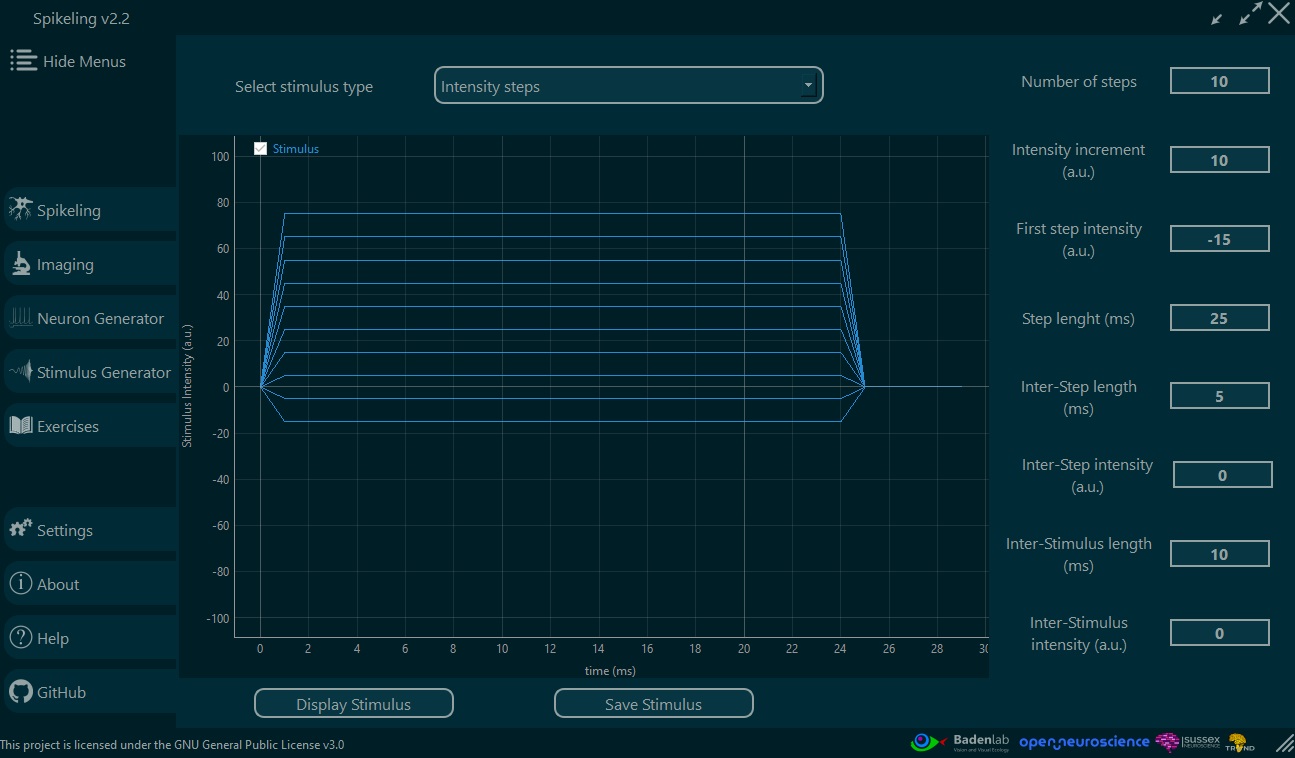 Spikeling v2.2
Hide Menus
Spikeling
Imaging
Neuron Generator
Stimulus Generator
Exercises
Settings
About
Help
GitHub
Select stimulus type
Intensity steps
Stimulus
100
80
60
40
20
0
-20
-40
-60
-80
-100
Stimulus Intensity (a.u.)
0 2 4 6 8 10 12 14 16 18 20 22 24 26 28 30
time (ms)
Display Stimulus
Save Stimulus
Number of steps
10
Intensity increment
(a.u.)
10
First step intensity
(a.u.)
-15
Step lenght (ms)
25
Inter-Step length
(ms)
5
Inter-Step intensity
(a.u.)
0
Inter-Stimulus length
(ms)
10
Inter-Stimulus
intensity (a.u.)
0
This project is licensed under the GNU General Public License v3.0
Badenlab
Vision and Visual Ecology
openneuroscience
SUSSEX
NEUROSCIENCE
TREND